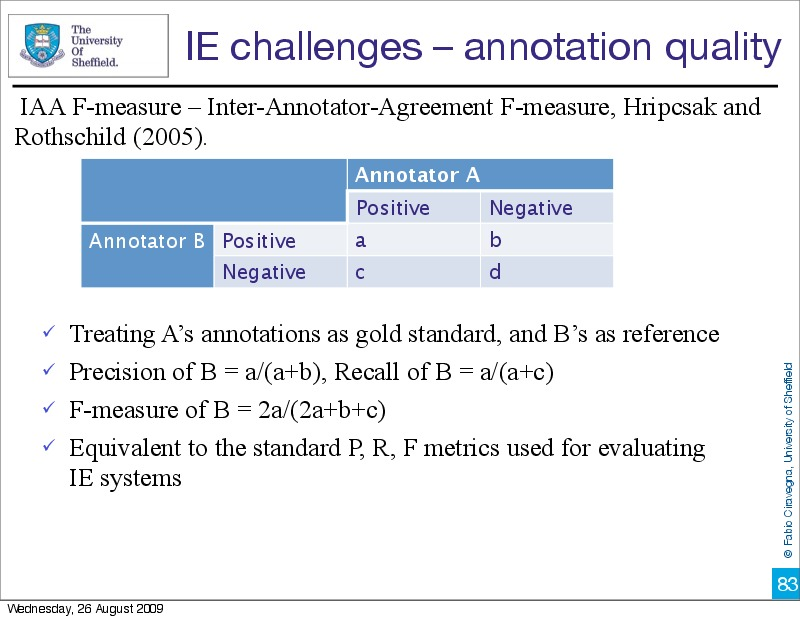 The
University
Of
Sheffield.
IE challenges – annotation quality
IAA F-measure – Inter-Annotator-Agreement F-measure, Hripcsak and
Rothschild (2005).
Annotator A
Positive Negative
Annotator B Positive a b
Negative c d
✓ Treating A’s annotations as gold standard, and B’s as reference
✓ Precision of B = a/(a+b), Recall of B = a/(a+c)
✓ F-measure of B = 2a/(2a+b+c)
✓ Equivalent to the standard P, R, F metrics used for evaluating
IE systems
© Fabio Ciravegna, University of Sheffield
83
Wednesday, 26 August 2009